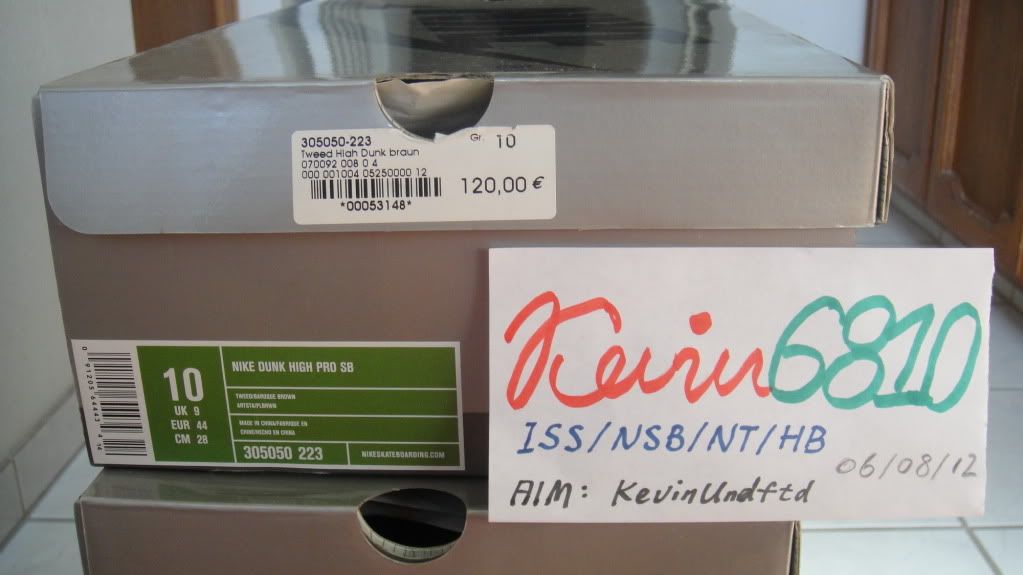 305050-223 Gr. 10
Tweed High Dunk braun
070092 008 0 4
000 001004 05250000 12
120,00 €
*00053148*
Kevin6810
ISS/NSB/NT/HB
06/08/12
AIM: KevinUndftd
10
UK 9
EUR 44
CM 28
NIKE DUNK HIGH PRO SB
TWEED/BAROQUE BROWN
MADE IN CHINA/FABRIQUE EN
CHINE/HECHO EN CHINA
305050 223
NIKESKATEBOARDING.COM